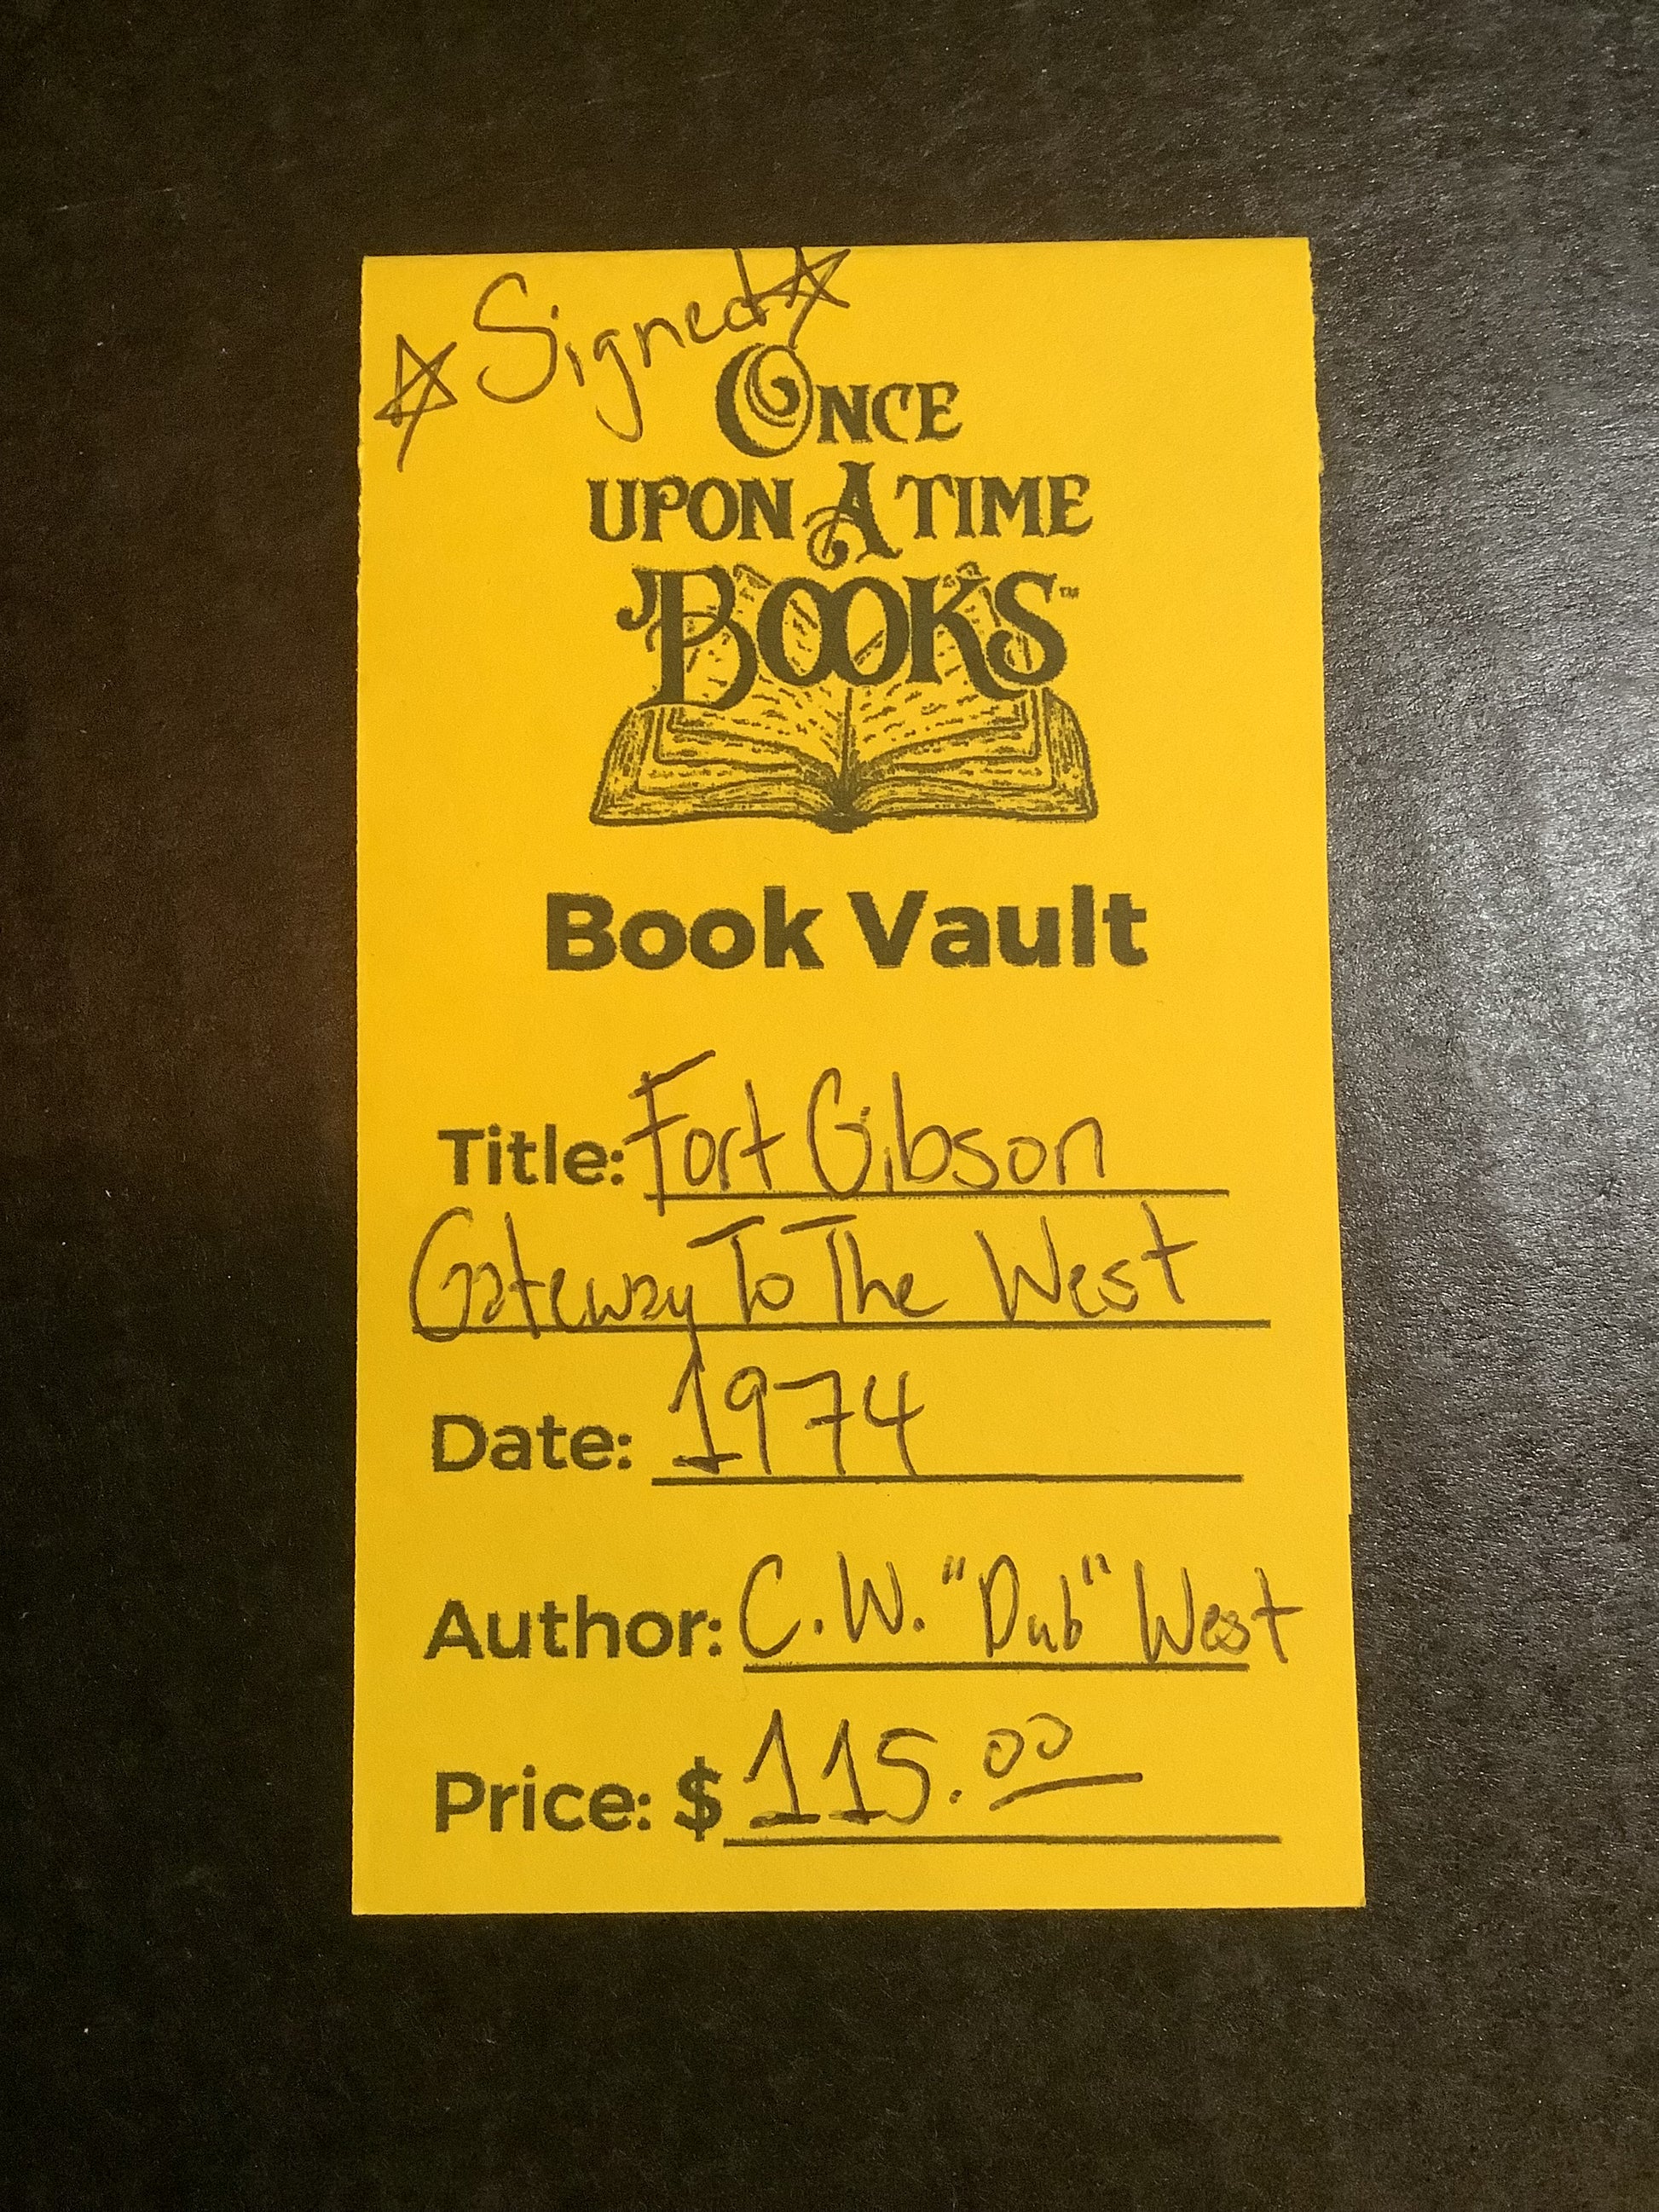 Signed
ONCE
UPON A TIME
BOOKS™
Book Vault
Title: Fort Gibson
Gateway To The West
Date: 1974
Author: C.W. "Dub" West
Price: $115.00